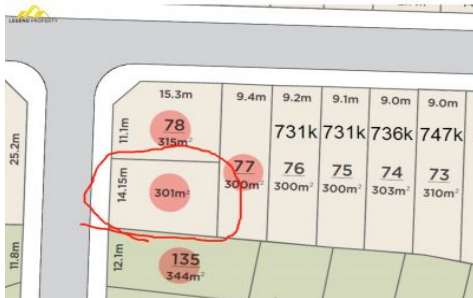 LEGEND PROPERTY
15.3m
9.4m
9.2m
9.1m
9.0m
9.0m
11.1m
78
315m²
731k
731k
736k
747k
25.2m
14.15m
301m²
77
300m²
76
300m²
75
300m²
74
303m²
73
310m²
11.8m
12.1m
135
344m²